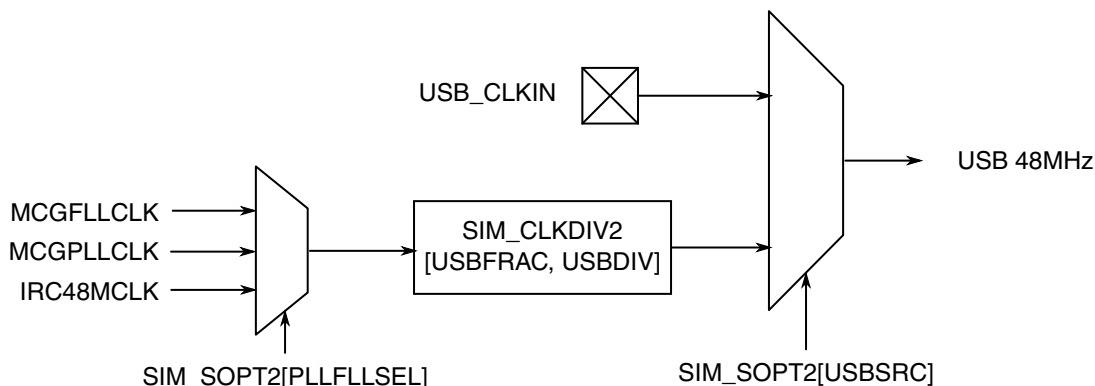 USB_CLKIN
USB 48MHz
MCGFLLCLK
MCGPLLCLK
IRC48MCLK
SIM_CLKDIV2
[USBFRAC, USBDIV]
SIM_SOPT2[PLLFLLSEL]
SIM_SOPT2[USBSRC]